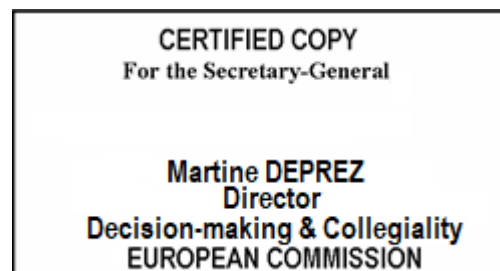 CERTIFIED COPY
For the Secretary-General
Martine DEPREZ
Director
Decision-making & Collegiality
EUROPEAN COMMISSION